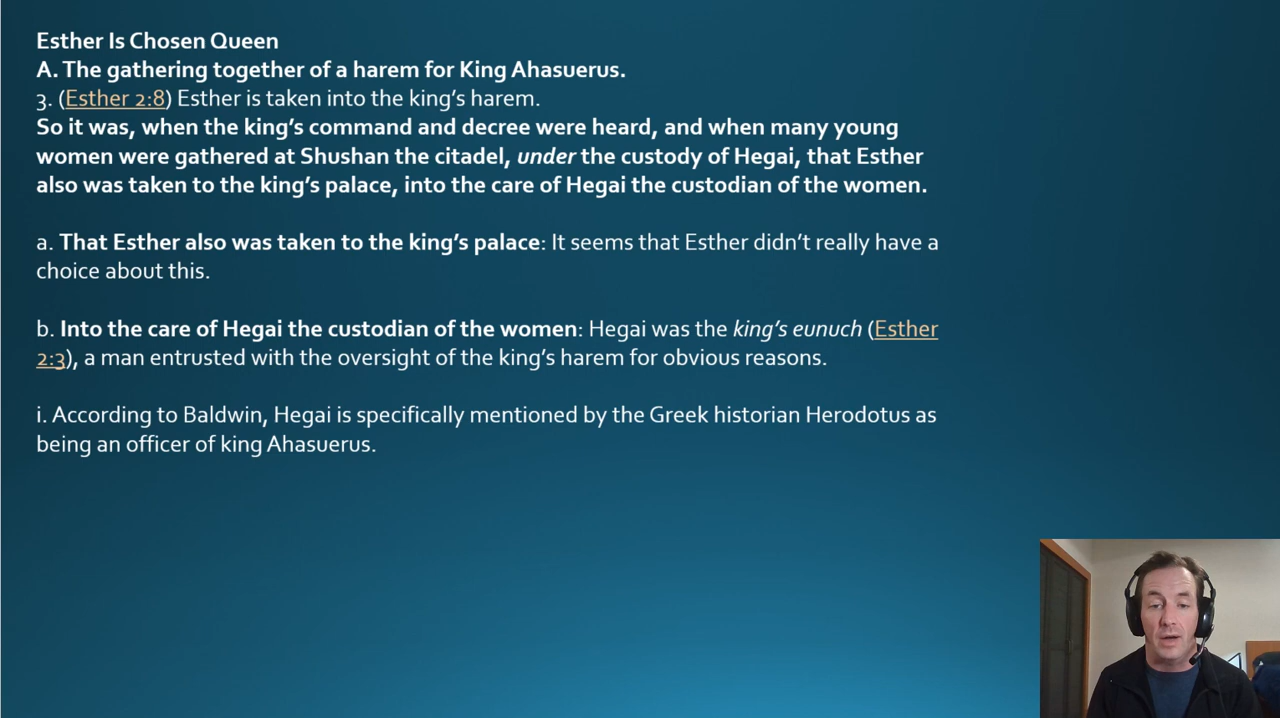 Esther Is Chosen Queen
A. The gathering together of a harem for King Ahasuerus.
3. (Esther 2:8) Esther is taken into the king’s harem.
So it was, when the king’s command and decree were heard, and when many young
women were gathered at Shushan the citadel, under the custody of Hegai, that Esther
also was taken to the king’s palace, into the care of Hegai the custodian of the women.
a. That Esther also was taken to the king’s palace: It seems that Esther didn’t really have a
choice about this.
b. Into the care of Hegai the custodian of the women: Hegai was the king’s eunuch (Esther
2:3), a man entrusted with the oversight of the king’s harem for obvious reasons.
i. According to Baldwin, Hegai is specifically mentioned by the Greek historian Herodotus as
being an officer of king Ahasuerus.